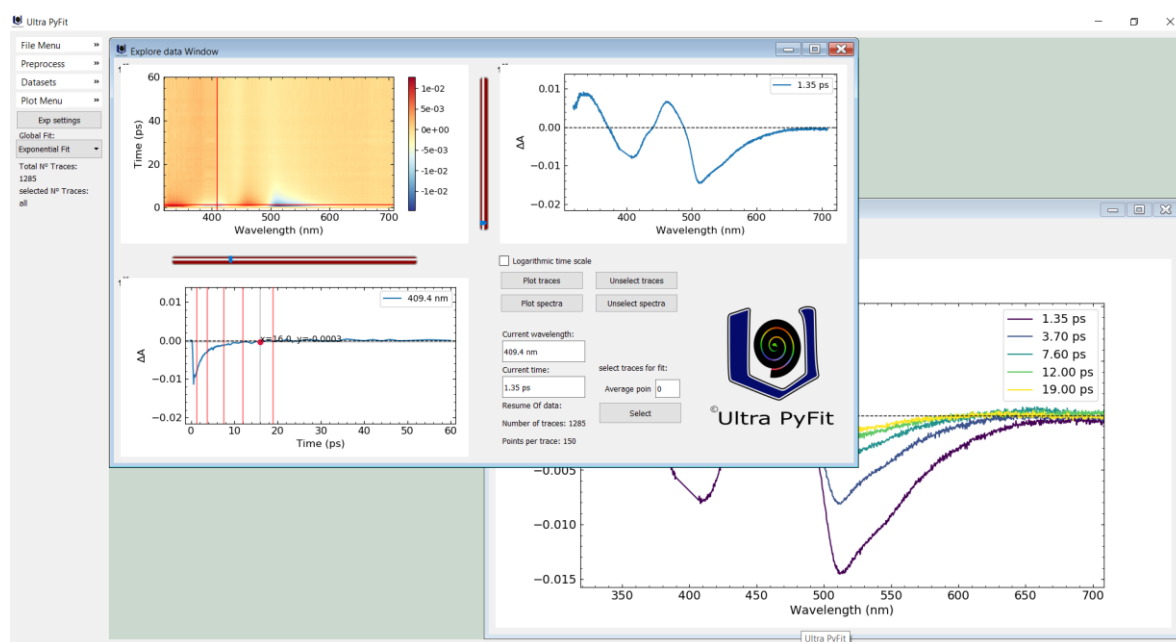 Ultra PyFit
File Menu »
Preprocess »
Datasets »
Plot Menu »
Exp settings
Global Fit:
Exponential Fit
Total Nº Traces:
1285
selected Nº Traces:
all
Explore data Window
60
40
20
0
Time (ps)
400 500 600 700
Wavelength (nm)
1e-02
5e-03
0e+00
-5e-03
-1e-02
-1e-02
1.35 ps
0.01
0.00
−0.01
−0.02
ΔA
400 500 600 700
Wavelength (nm)
409.4 nm
0.01
0.00
−0.01
−0.02
ΔA
x=16.0, y=-0.0003
0 10 20 30 40 50 60
Time (ps)
Logarithmic time scale
Plot traces Unselect traces
Plot spectra Unselect spectra
Current wavelength:
409.4 nm
Current time:
1.35 ps
select traces for fit:
Average poin 0
Select
Resume Of data:
Number of traces: 1285
Points per trace: 150
© Ultra PyFit
1.35 ps
3.70 ps
7.60 ps
12.00 ps
19.00 ps
−0.005
−0.010
−0.015
350 400 450 500 550 600 650 700
Wavelength (nm)
Ultra PyFit